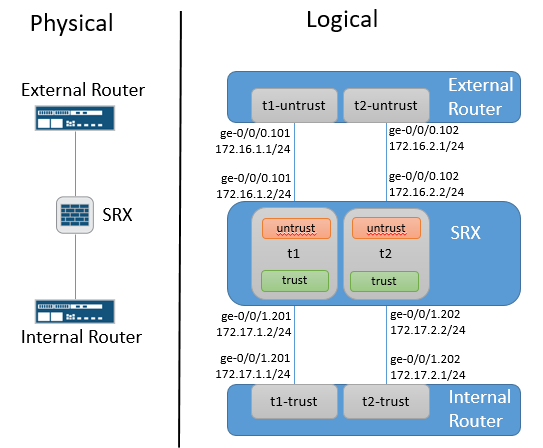 Physical
External Router
SRX
Internal Router
Logical
External
Router
t1-untrust
t2-untrust
ge-0/0/0.101
172.16.1.1/24
ge-0/0/0.102
172.16.2.1/24
ge-0/0/0.101
172.16.1.2/24
ge-0/0/0.102
172.16.2.2/24
untrust
t1
trust
untrust
t2
trust
SRX
ge-0/0/1.201
172.17.1.2/24
ge-0/0/1.202
172.17.2.2/24
ge-0/0/1.201
172.17.1.1/24
ge-0/0/1.202
172.17.2.1/24
t1-trust
t2-trust
Internal
Router